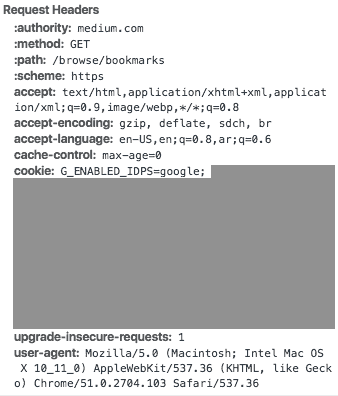 Request Headers
:authority: medium.com
:method: GET
:path: /browse/bookmarks
:scheme: https
accept: text/html,application/xhtml+xml,applicat
ion/xml;q=0.9,image/webp,*/*;q=0.8
accept-encoding: gzip, deflate, sdch, br
accept-language: en-US,en;q=0.8,ar;q=0.6
cache-control: max-age=0
cookie: G_ENABLED_IDPS=google;
upgrade-insecure-requests: 1
user-agent: Mozilla/5.0 (Macintosh; Intel Mac OS
X 10_11_0) AppleWebKit/537.36 (KHTML, like Geck
o) Chrome/51.0.2704.103 Safari/537.36